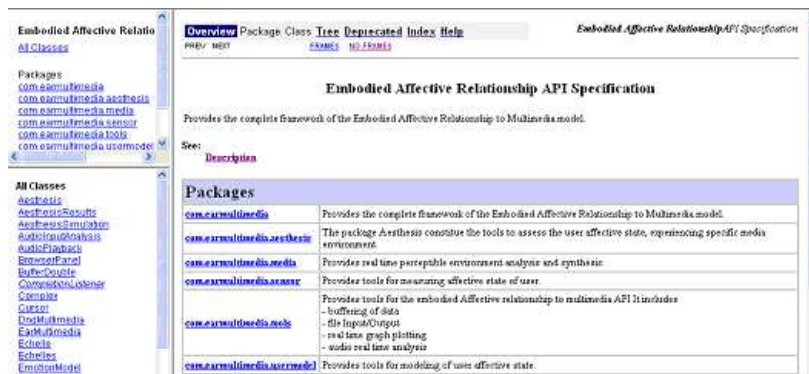 Embodied Affective Relatio
All Classes
Packages
com.earmultimedia
com.earmultimedia.aesthesis
com.earmultimedia.media
com.earmultimedia.sensor
com.earmultimedia.tools
com.earmultimedia.usermodel
All Classes
Aesthesis
AesthesisResults
AesthesisSimulation
AudioInputAnalysis
AudioPlayback
BrowserPanel
BufferDouble
CompletionListener
Complex
Cursor
DndMultimedia
EarMultimedia
Echelle
Echelles
EmotionModel
Overview Package Class Tree Deprecated Index Help
PREV NEXT FRAMES NO FRAMES
Embodied Affective Relationship API Specification
Embodied Affective Relationship API Specification
Provides the complete framework of the Embodied Affective Relationship to Multimedia model.
See:
Description
Packages
com.earmultimedia Provides the complete framework of the Embodied Affective Relationship to Multimedia model.
com.earmultimedia.aesthesis The package Aesthesis constitue the tools to assess the user affective state, experiencing specific media
environment.
com.earmultimedia.media Provides real time perceptible environment analysis and synthesis.
com.earmultimedia.sensor Provides tools for measuring affective state of user.
Provides tools for the embodied Affective relationship to multimedia API It includes
- buffering of data
- file Input/Output
com.earmultimedia.tools - real time graph plotting
- audio real time analysis
com.earmultimedia.usermodel Provides tools for modeling of user affective state.